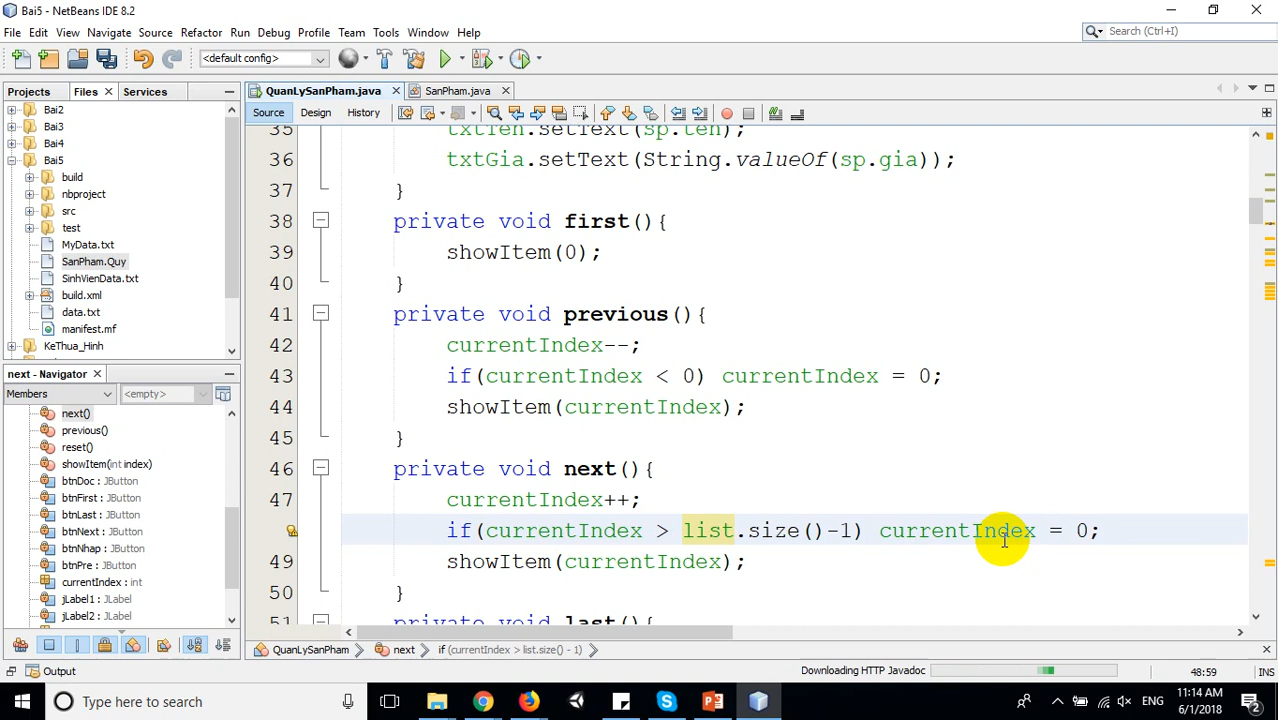 Bai5 - NetBeans IDE 8.2
File Edit View Navigate Source Refactor Run Debug Profile Team Tools Window Help
Search (Ctrl+I)
<default config>
Projects Files Services
QuanLySanPham.java SanPham.java
Source Design History
Bai2
Bai3
Bai4
Bai5
build
nbproject
src
test
MyData.txt
SanPham.Quy
SinhVienData.txt
build.xml
data.txt
manifest.mf
KeThua_Hinh
next - Navigator
Members <empty>
next()
previous()
reset()
showItem(int index)
btnDoc : JButton
btnFirst : JButton
btnLast : JButton
btnNext : JButton
btnNhap : JButton
btnPre : JButton
currentIndex : int
jLabel1 : JLabel
jLabel2 : JLabel
35 txtTen.setText(sp.ten);
36 txtGia.setText(String.valueOf(sp.gia));
37 }
38 private void first(){
39 showItem(0);
40 }
41 private void previous(){
42 currentIndex--;
43 if(currentIndex < 0) currentIndex = 0;
44 showItem(currentIndex);
45 }
46 private void next(){
47 currentIndex++;
if(currentIndex > list.size()-1) currentIndex = 0;
49 showItem(currentIndex);
50 }
51 private void last(){
QuanLySanPham next if (currentIndex > list.size() - 1)
Output
Downloading HTTP Javadoc
48:59 INS
Type here to search
ENG
11:14 AM
6/1/2018
2